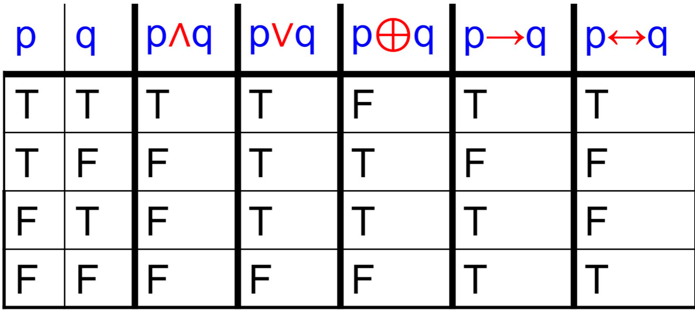 p q p∧q p∨q p⊕q p→q p↔q
T T T T F T T
T F F T T F F
F T F T T T F
F F F F F T T